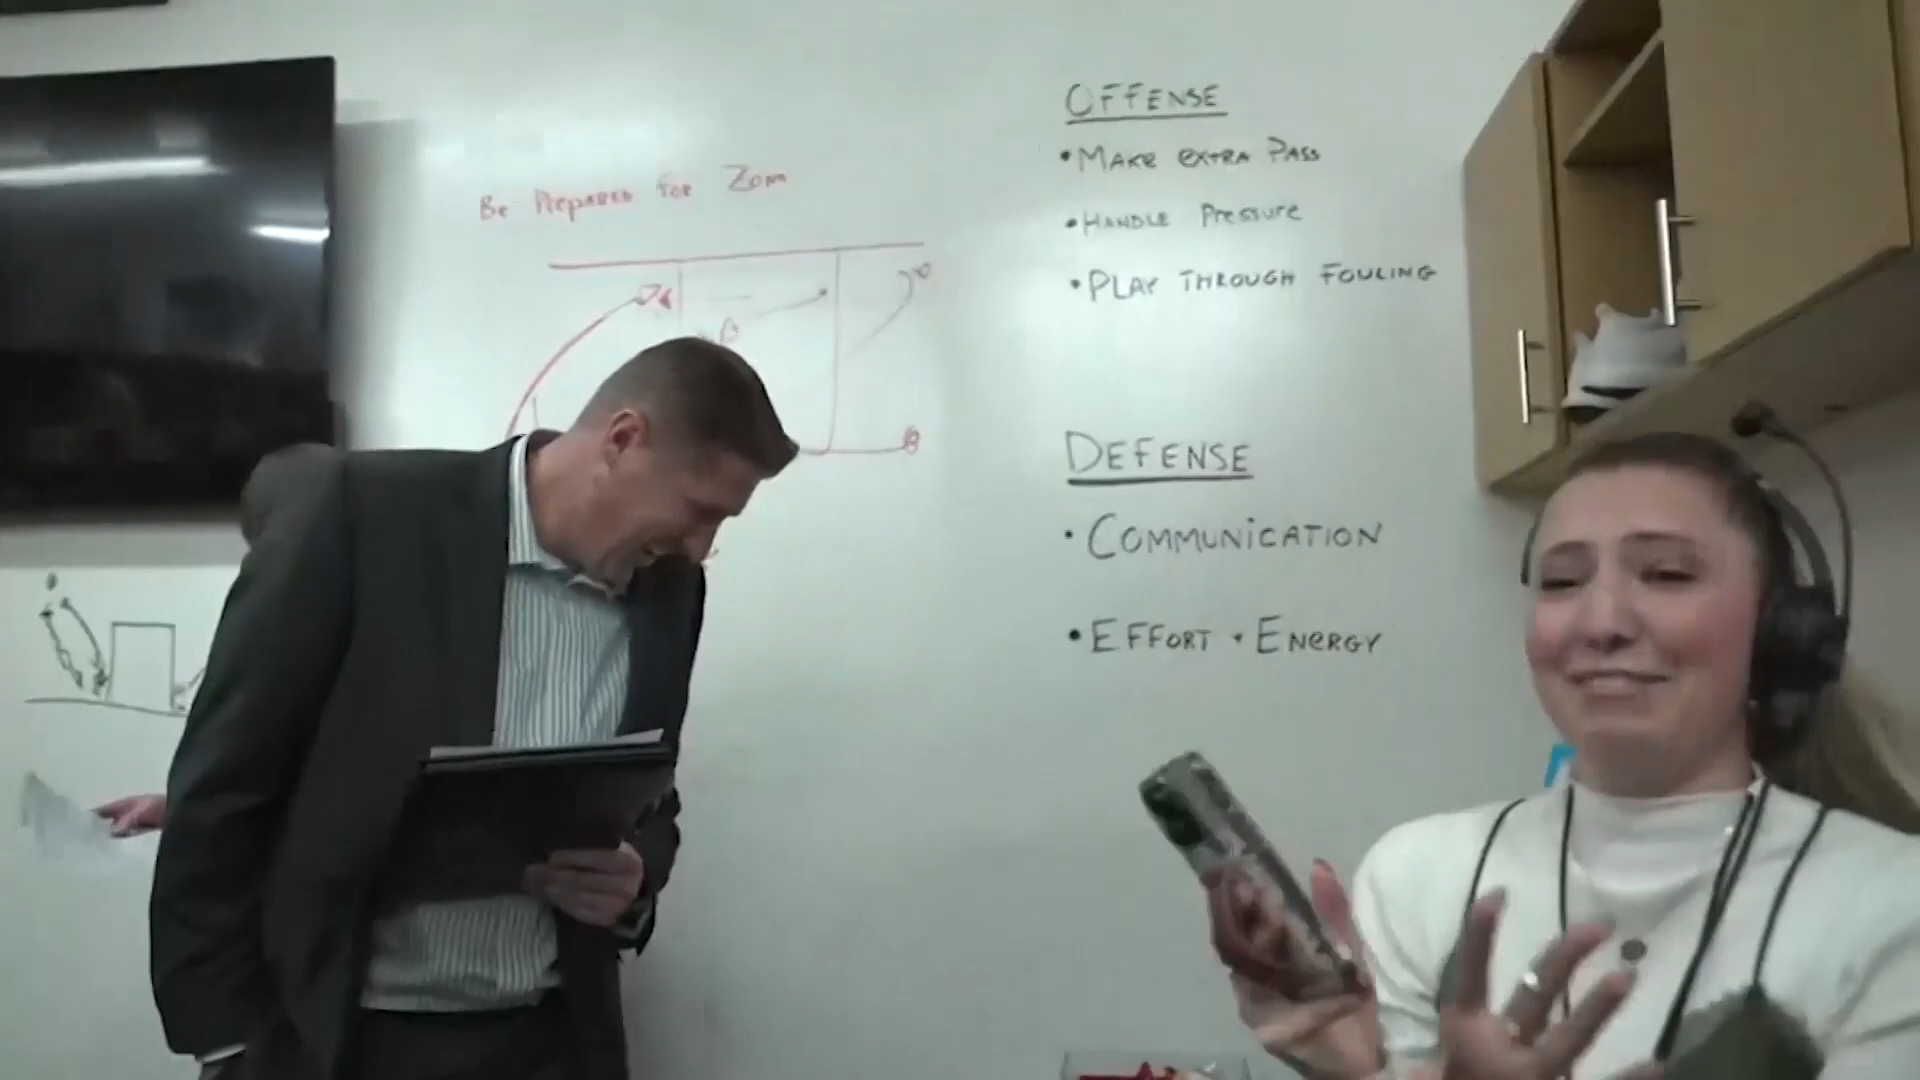 Be Prepared for Zone
OFFENSE
• MAKE EXTRA PASS
• HANDLE Pressure
• PLAY THROUGH FOULING
DEFENSE
• COMMUNICATION
• EFFORT + ENERGY